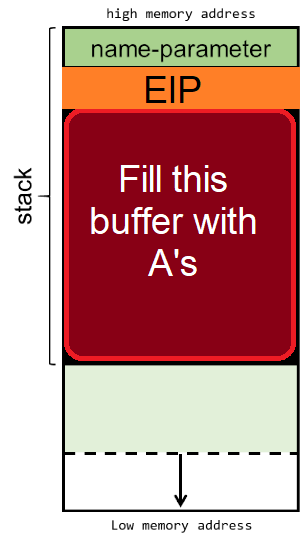 high memory address
name-parameter
EIP
stack
Fill this
buffer with
A's
Low memory address